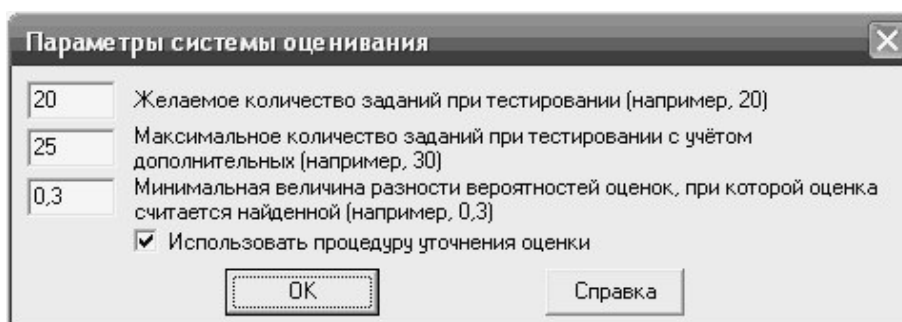 Параметры системы оценивания
20 Желаемое количество заданий при тестировании (например, 20)
25 Максимальное количество заданий при тестировании с учётом
дополнительных (например, 30)
0,3 Минимальная величина разности вероятностей оценок, при которой оценка
считается найденной (например, 0,3)
Использовать процедуру уточнения оценки
OK Справка